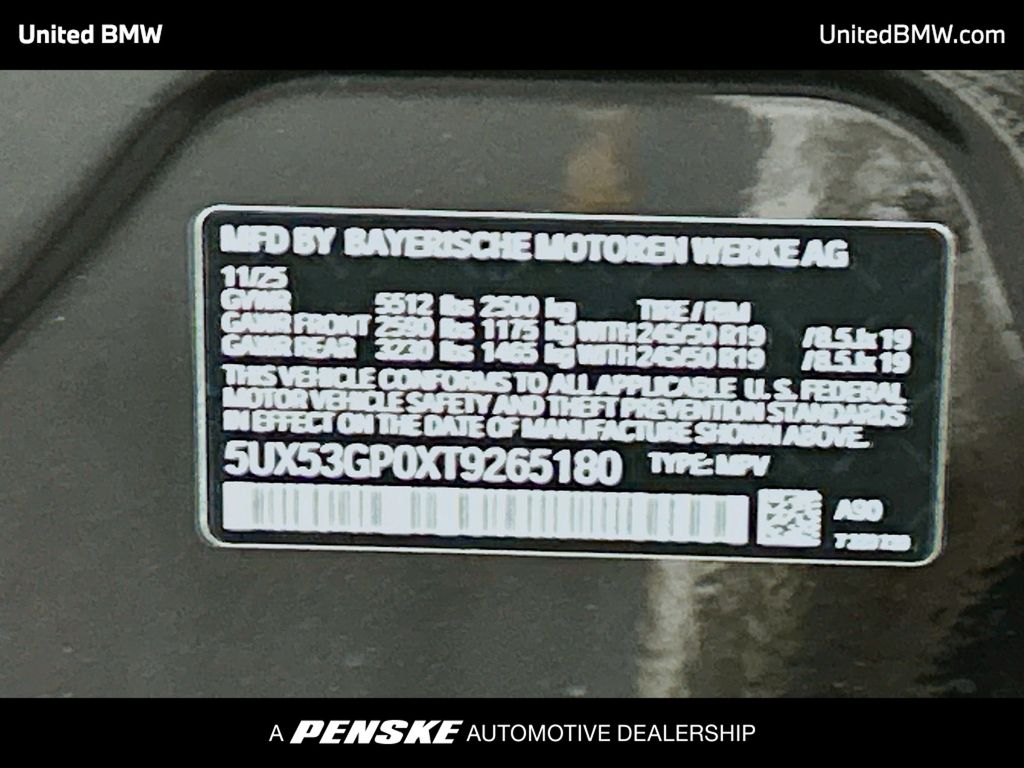 United BMW
UnitedBMW.com
MFD BY BAYERISCHE MOTOREN WERKE AG
11/25
GVWR 5512 lbs 2500 kg TIRE / RIM
GAWR FRONT 2590 lbs 1175 kg WITH 245/50 R19 /8.5Jx19
GAWR REAR 3230 lbs 1465 kg WITH 245/50 R19 /8.5Jx19
THIS VEHICLE CONFORMS TO ALL APPLICABLE U. S. FEDERAL
MOTOR VEHICLE SAFETY AND THEFT PREVENTION STANDARDS
IN EFFECT ON THE DATE OF MANUFACTURE SHOWN ABOVE.
5UX53GP0XT9265180 TYPE: MPV
A90
A PENSKE AUTOMOTIVE DEALERSHIP